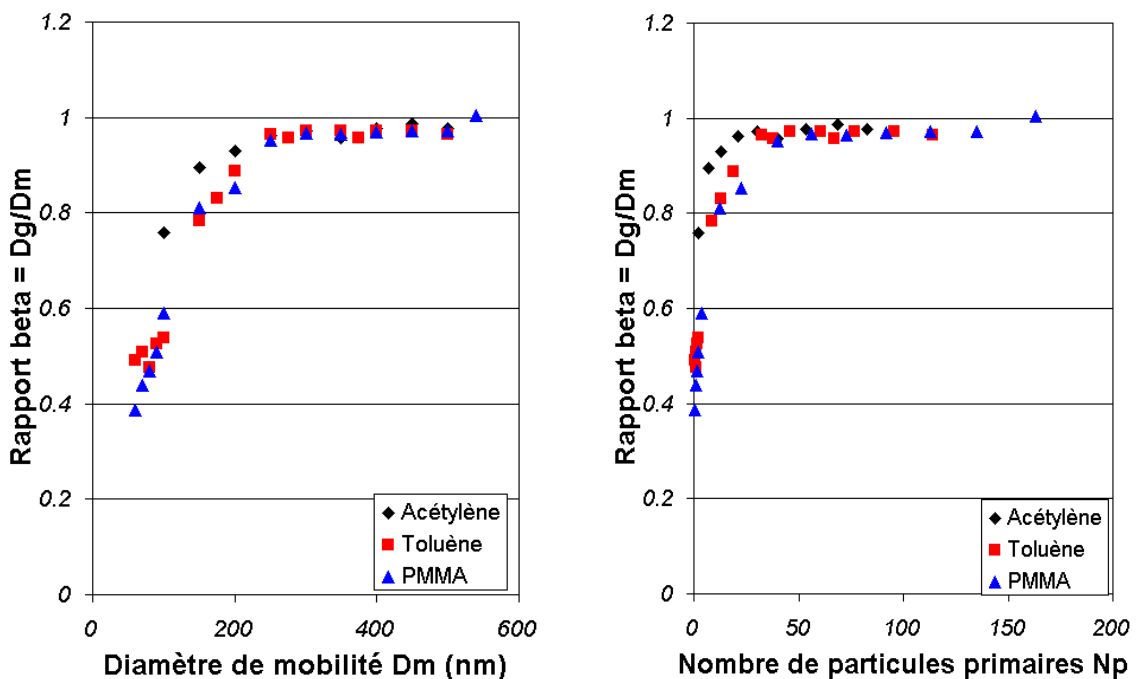 Rapport beta = Dg/Dm
1.2
1
0.8
0.6
0.4
0.2
0
0
200
400
600
Diamètre de mobilité Dm (nm)
Acétylène
Toluène
PMMA
Rapport beta = Dg/Dm
1.2
1
0.8
0.6
0.4
0.2
0
0
50
100
150
200
Nombre de particules primaires Np
Acétylène
Toluène
PMMA